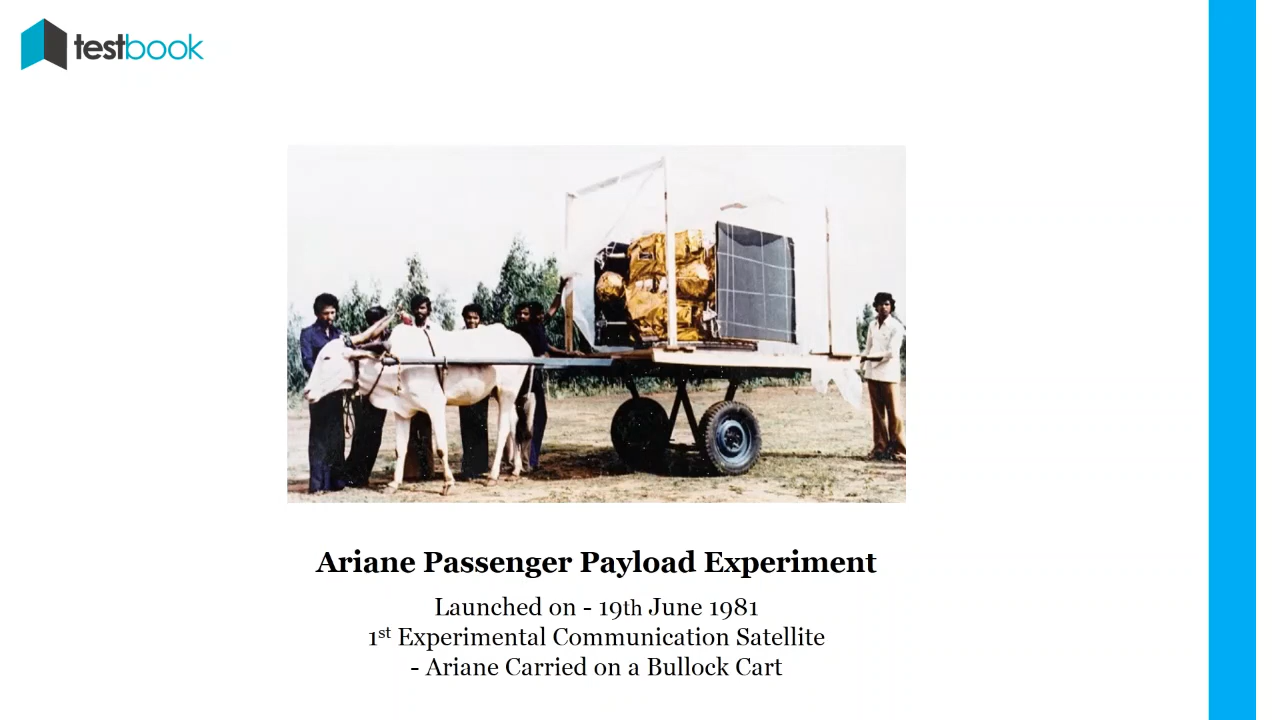 testbook
Ariane Passenger Payload Experiment
Launched on - 19th June 1981
1st Experimental Communication Satellite
- Ariane Carried on a Bullock Cart